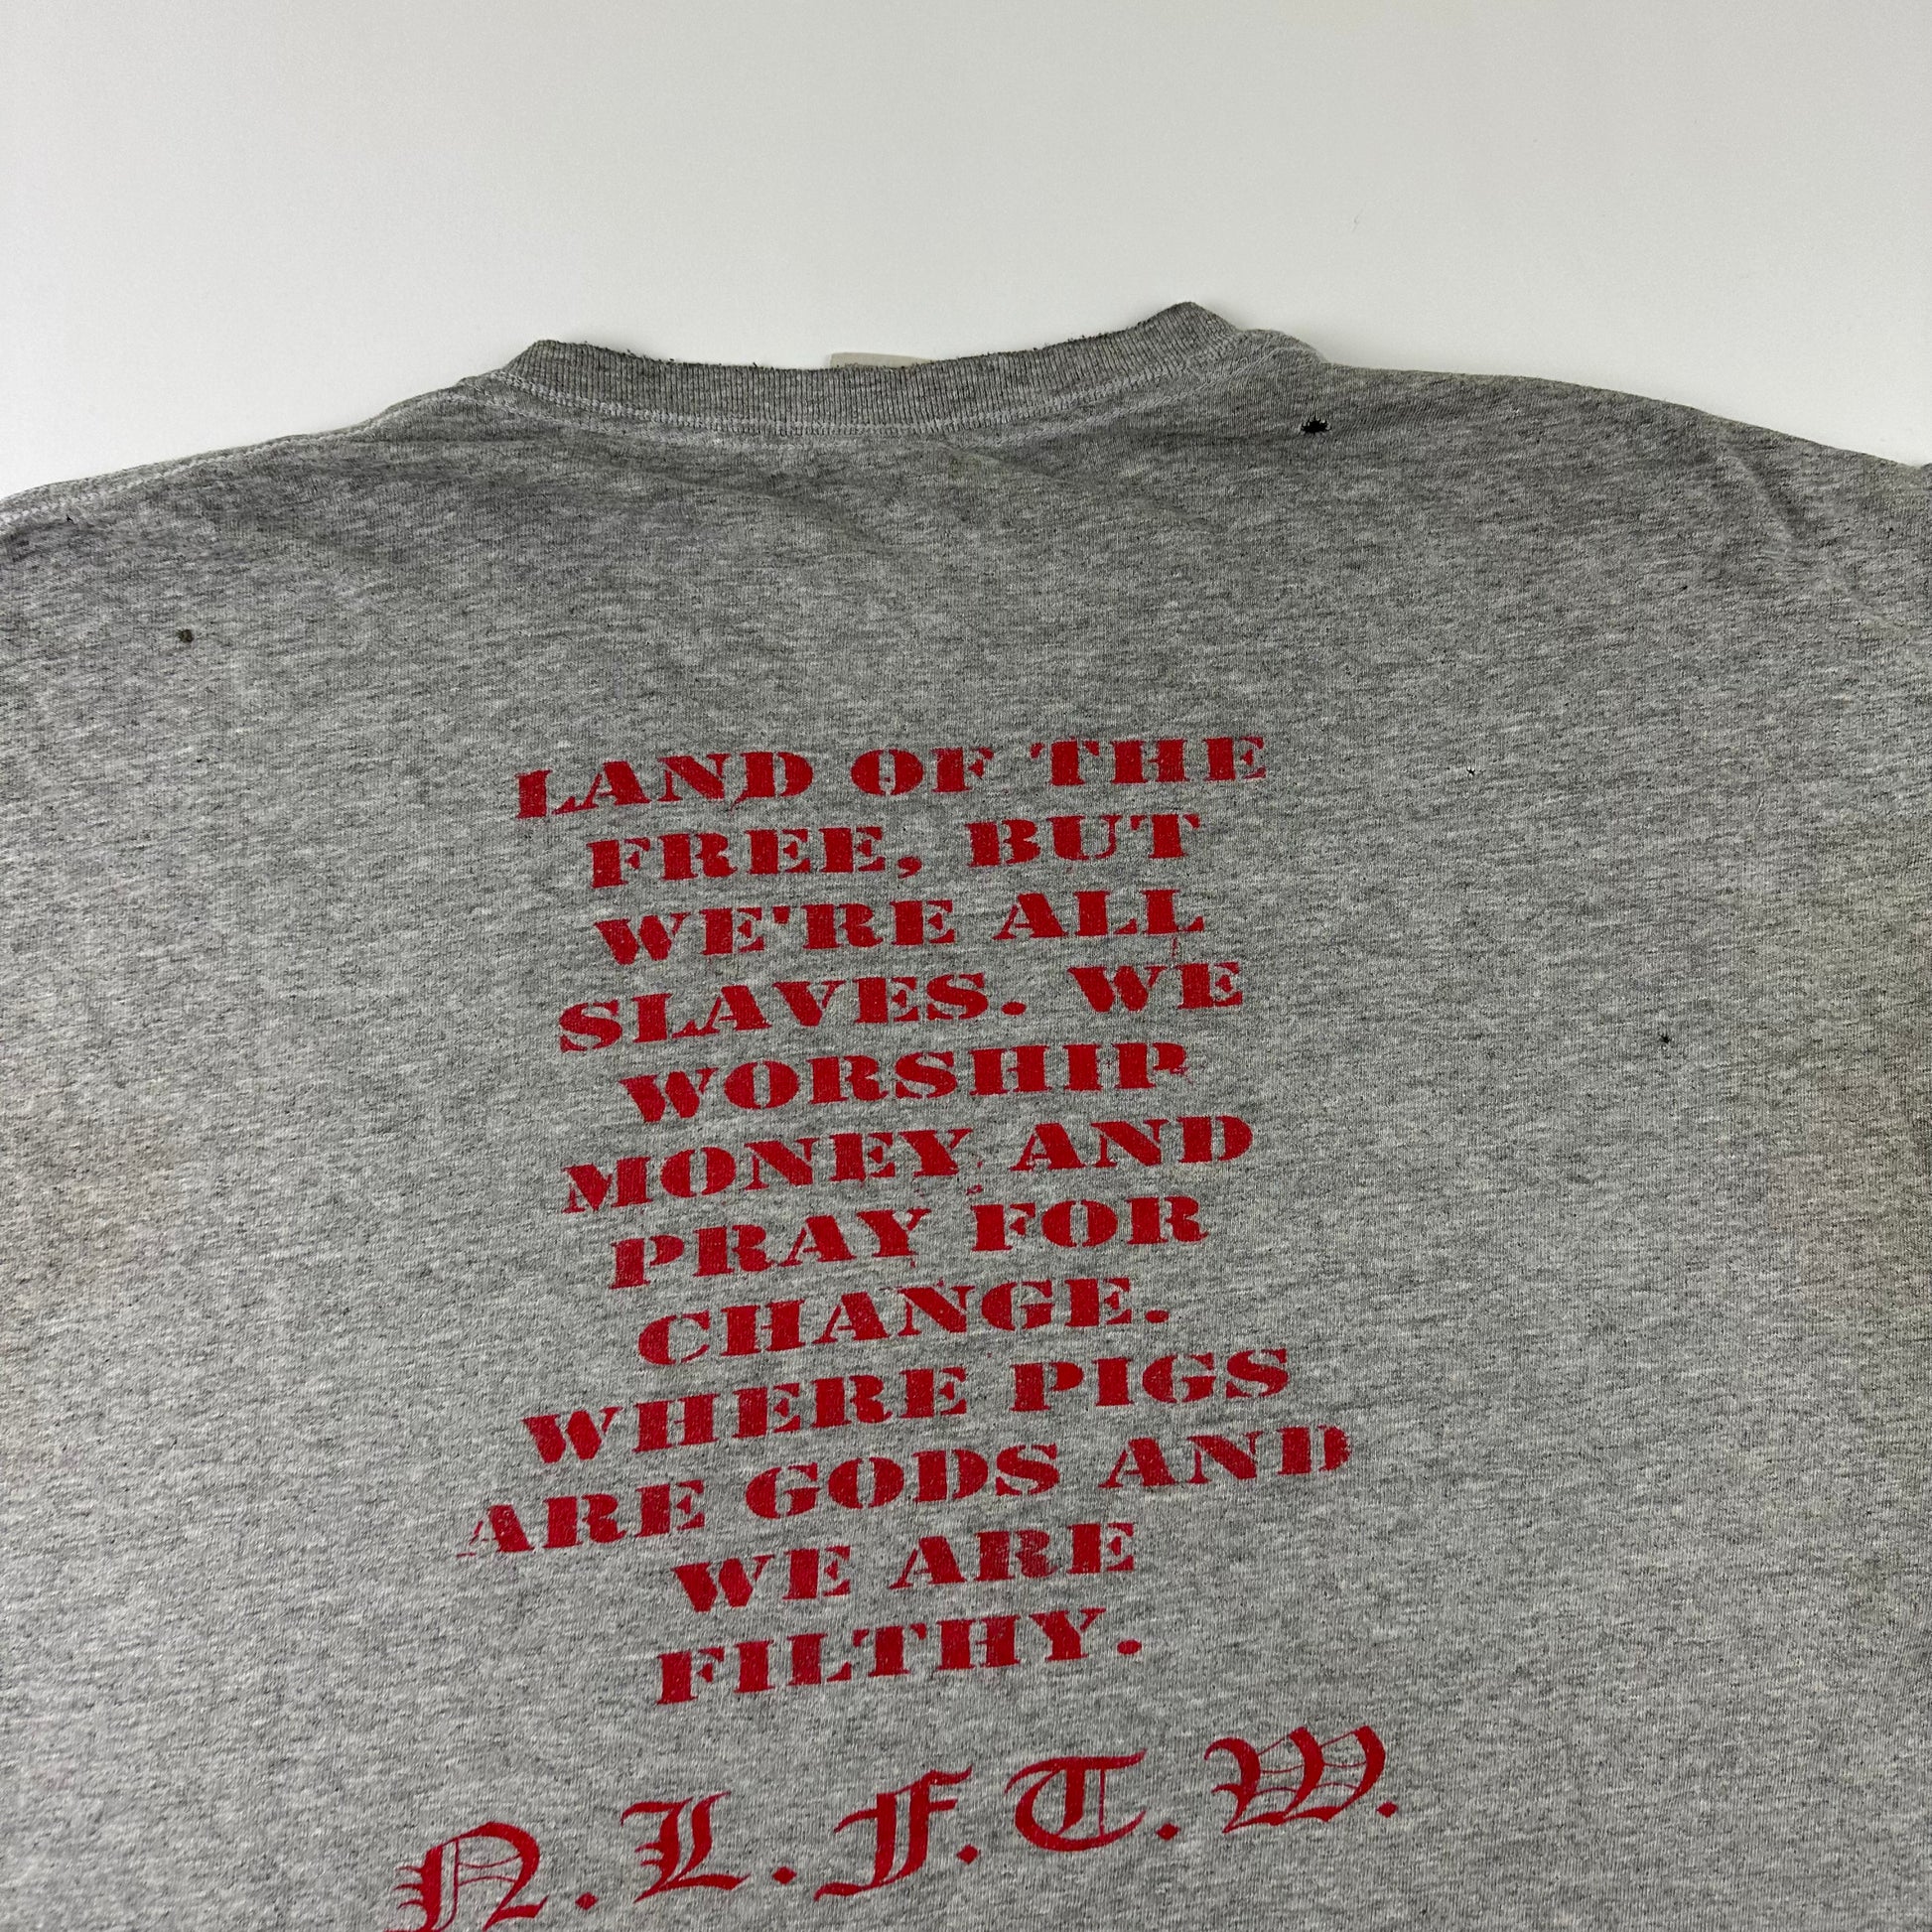 LAND OF THE
FREE, BUT
WE'RE ALL
SLAVES. WE
WORSHIP
MONEY AND
PRAY FOR
CHANGE.
WHERE PIGS
ARE GODS AND
WE ARE
FILTHY.
N.L.F.T.W.